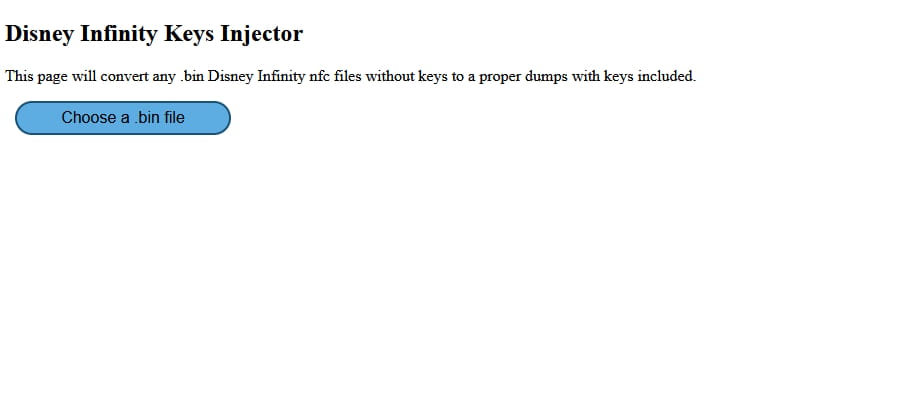 Disney Infinity Keys Injector
This page will convert any .bin Disney Infinity nfc files without keys to a proper dumps with keys included.
Choose a .bin file